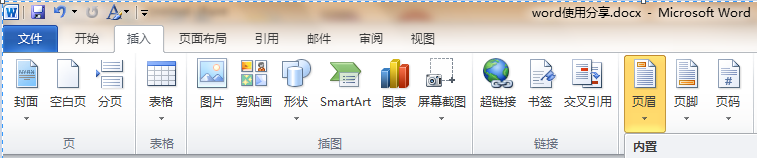 word使用分享.docx - Microsoft Word
文件 开始 插入 页面布局 引用 邮件 审阅 视图
封面 空白页 分页 表格 图片 剪贴画 形状 SmartArt 图表 屏幕截图 超链接 书签 交叉引用 页眉 页脚 页码
页 表格 插图 链接
内置